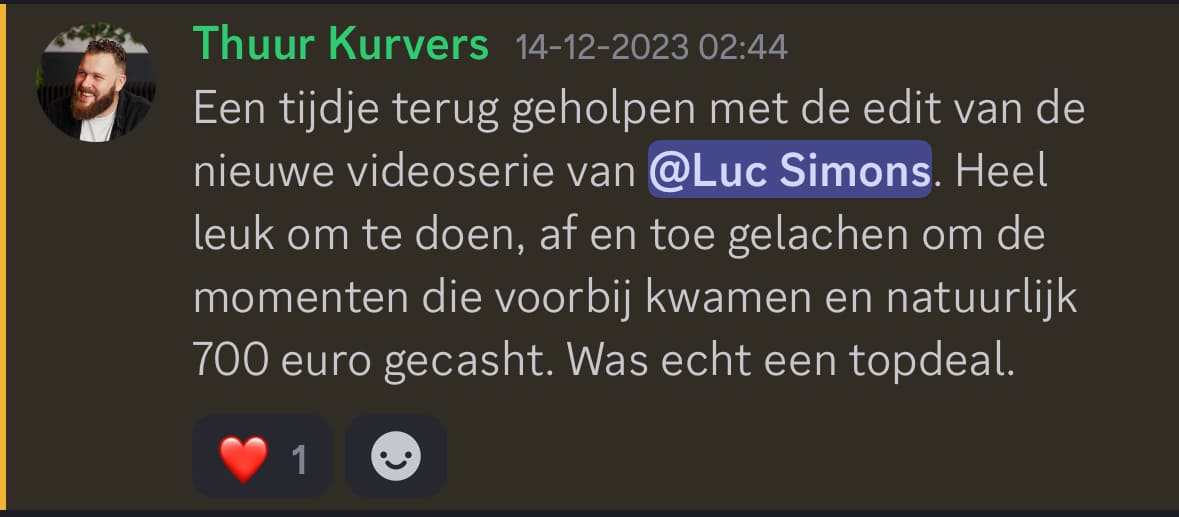 Thuur Kurvers 14-12-2023 02:44
Een tijdje terug geholpen met de edit van de
nieuwe videoserie van @Luc Simons. Heel
leuk om te doen, af en toe gelachen om de
momenten die voorbij kwamen en natuurlijk
700 euro gecasht. Was echt een topdeal.
❤️ 1